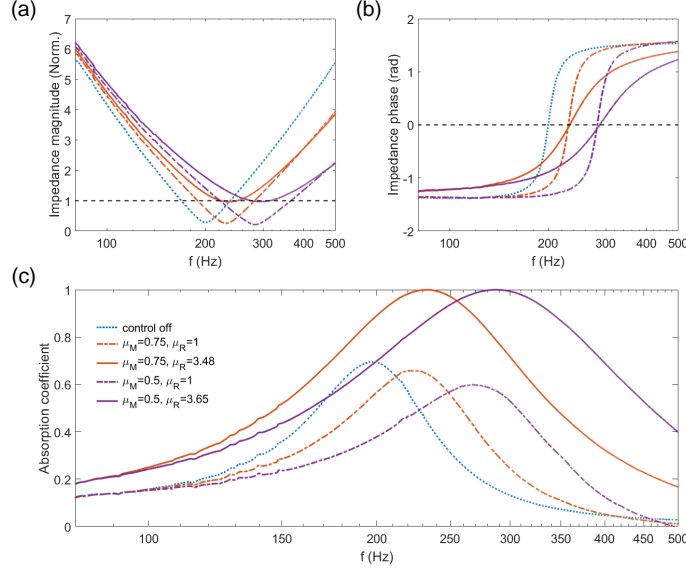 (a)
7
6
5
4
3
2
1
0
Impedance magnitude (Norm.)
100
200
300
400
500
f (Hz)
(b)
2
1
0
-1
-2
Impedance phase (rad)
100
200
300
400
500
f (Hz)
(c)
1
0.8
0.6
0.4
0.2
0
Absorption coefficient
control off
μM=0.75, μR=1
μM=0.75, μR=3.48
μM=0.5, μR=1
μM=0.5, μR=3.65
100
150
200
250
300
350
400
450
500
f (Hz)